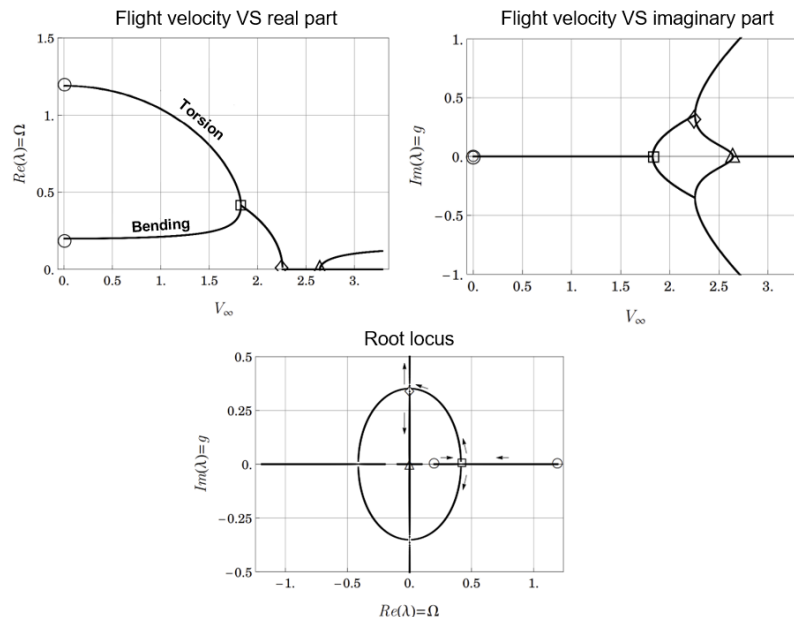 Flight velocity VS real part
1.5
1.0
0.5
0.
Re(λ)=Ω
Torsion
Bending
0. 0.5 1. 1.5 2. 2.5 3.
V∞
Flight velocity VS imaginary part
1.
0.5
0.
-0.5
-1.
Im(λ)=g
0. 0.5 1. 1.5 2. 2.5 3.
V∞
Root locus
0.5
0.25
0.
-0.25
-0.5
Im(λ)=g
-1. -0.5 0. 0.5 1.
Re(λ)=Ω